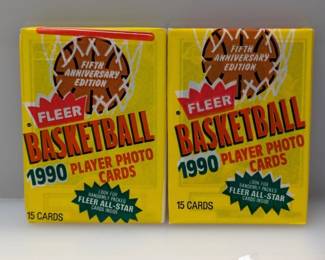 FIFTH
ANNIVERSARY
EDITION
FLEER
BASKETBALL
1990 PLAYER PHOTO
CARDS
LOOK FOR
RANDOMLY PACKED
FLEER ALL-STAR
CARDS INSIDE
15 CARDS
FIFTH
ANNIVERSARY
EDITION
FLEER
BASKETBALL
1990 PLAYER PHOTO
CARDS
LOOK FOR
RANDOMLY PACKED
FLEER ALL-STAR
CARDS INSIDE
15 CARDS